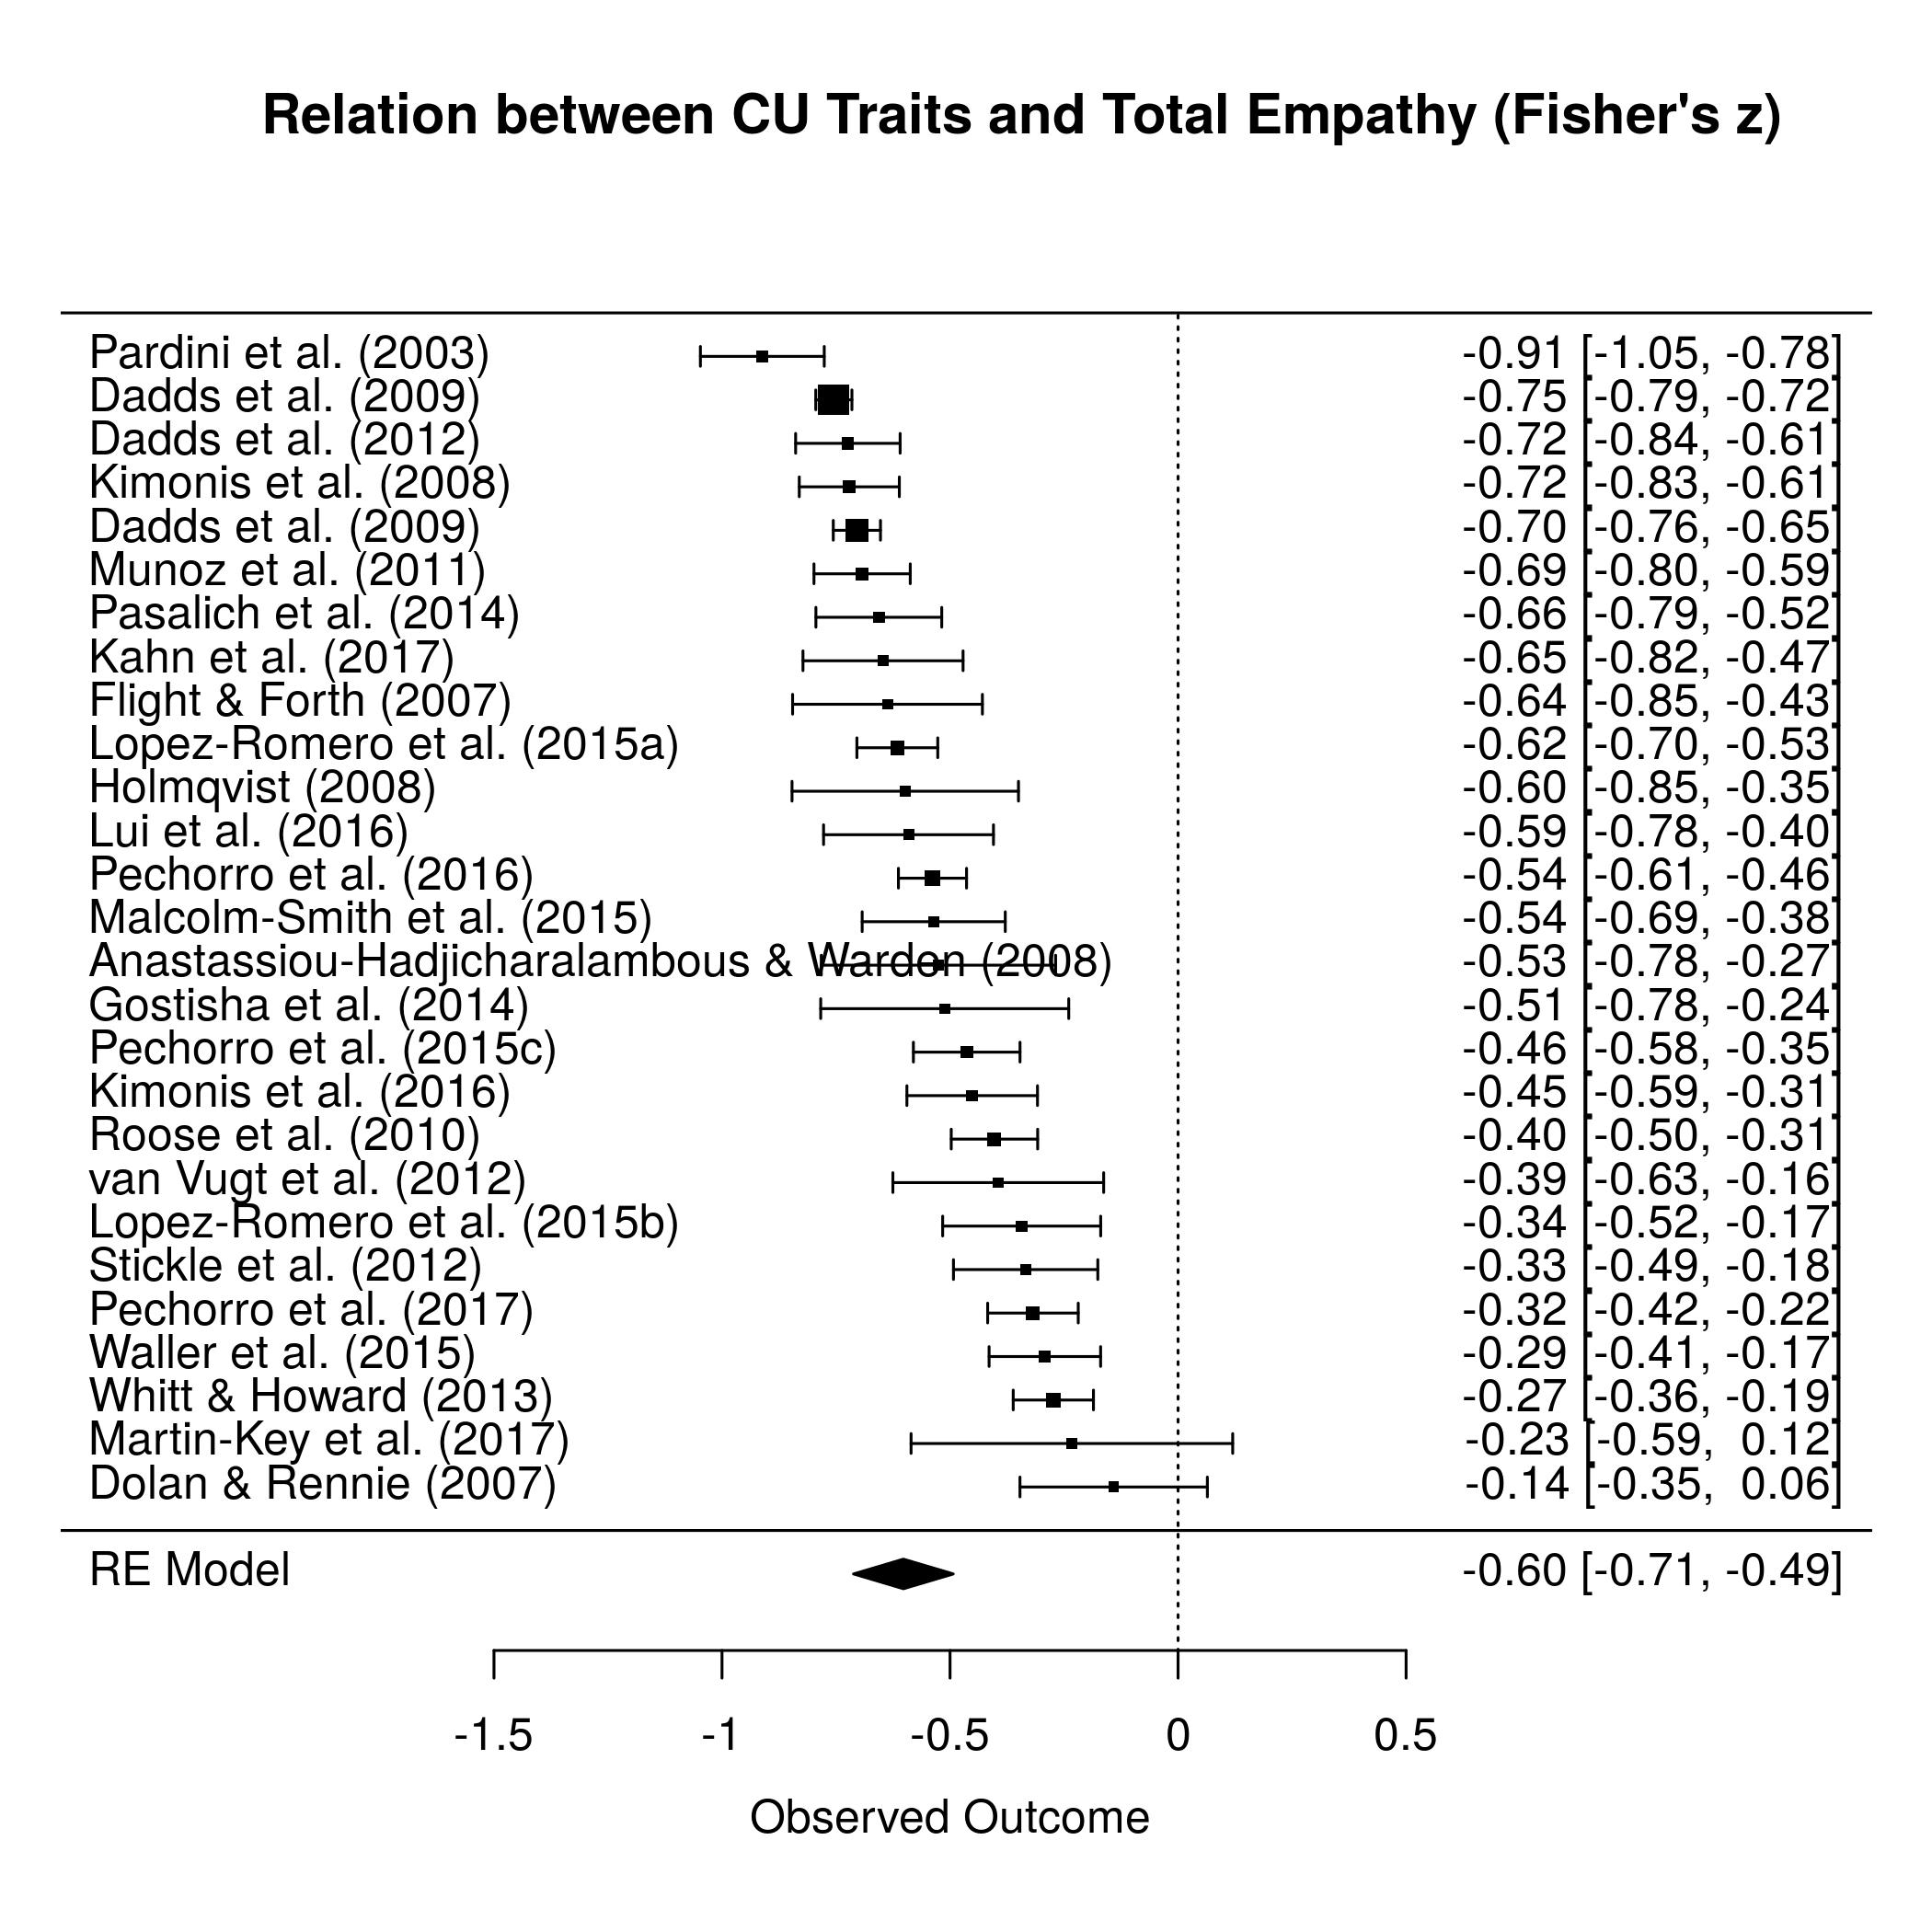 Relation between CU Traits and Total Empathy (Fisher's z)
Pardini et al. (2003) -0.91 [-1.05, -0.78]
Dadds et al. (2009) -0.75 [-0.79, -0.72]
Dadds et al. (2012) -0.72 [-0.84, -0.61]
Kimonis et al. (2008) -0.72 [-0.83, -0.61]
Dadds et al. (2009) -0.70 [-0.76, -0.65]
Munoz et al. (2011) -0.69 [-0.80, -0.59]
Pasalich et al. (2014) -0.66 [-0.79, -0.52]
Kahn et al. (2017) -0.65 [-0.82, -0.47]
Flight & Forth (2007) -0.64 [-0.85, -0.43]
Lopez-Romero et al. (2015a) -0.62 [-0.70, -0.53]
Holmqvist (2008) -0.60 [-0.85, -0.35]
Lui et al. (2016) -0.59 [-0.78, -0.40]
Pechorro et al. (2016) -0.54 [-0.61, -0.46]
Malcolm-Smith et al. (2015) -0.54 [-0.69, -0.38]
Anastassiou-Hadjicharalambous & Warden (2008) -0.53 [-0.78, -0.27]
Gostisha et al. (2014) -0.51 [-0.78, -0.24]
Pechorro et al. (2015c) -0.46 [-0.58, -0.35]
Kimonis et al. (2016) -0.45 [-0.59, -0.31]
Roose et al. (2010) -0.40 [-0.50, -0.31]
van Vugt et al. (2012) -0.39 [-0.63, -0.16]
Lopez-Romero et al. (2015b) -0.34 [-0.52, -0.17]
Stickle et al. (2012) -0.33 [-0.49, -0.18]
Pechorro et al. (2017) -0.32 [-0.42, -0.22]
Waller et al. (2015) -0.29 [-0.41, -0.17]
Whitt & Howard (2013) -0.27 [-0.36, -0.19]
Martin-Key et al. (2017) -0.23 [-0.59, 0.12]
Dolan & Rennie (2007) -0.14 [-0.35, 0.06]
RE Model -0.60 [-0.71, -0.49]
-1.5 -1 -0.5 0 0.5
Observed Outcome